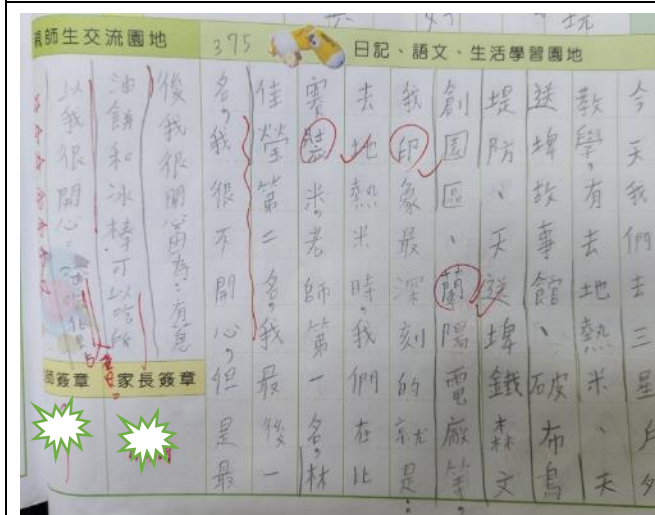 師生交流園地
375
日記、語文、生活學習園地
今天我們去三星戶
教學，有去地熱米、天
送埤故事館、破布烏
堤防、天送埤鐵森文
創園區、蘭陽電廠等。
我印象最深刻的就是：
去地熱米時，我們在比
賽裝米，老師第一名，林
佳瑩第二名，我最後一
名，我很不開心，但是最
後我很開為：有蔥
油餅和冰棒可以吃所
以我很開心。
師簽章
家長簽章